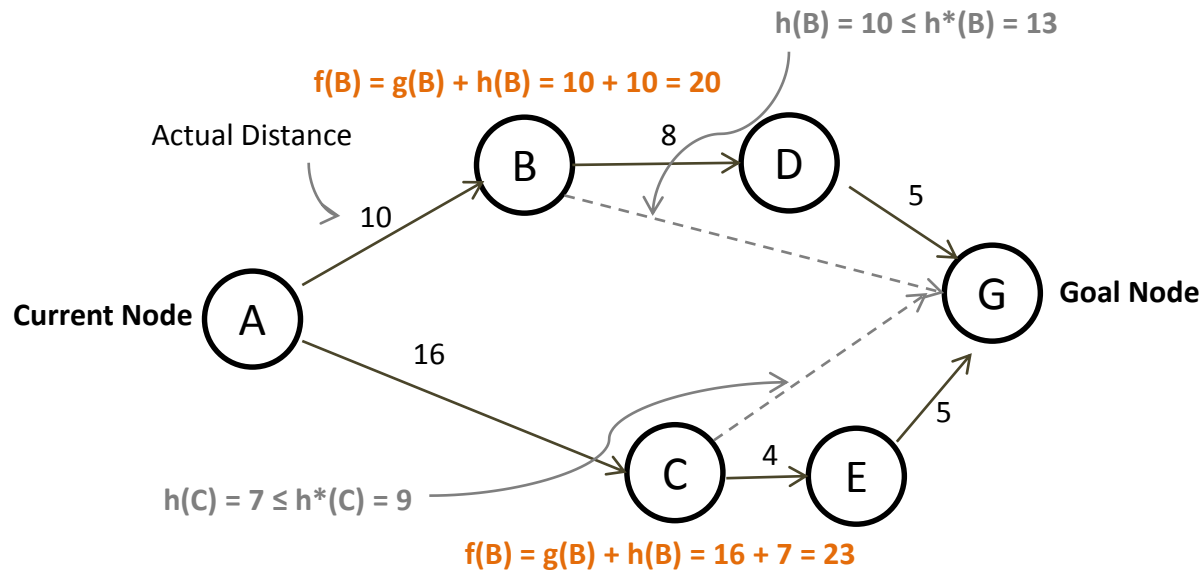 h(B) = 10 ≤ h*(B) = 13
f(B) = g(B) + h(B) = 10 + 10 = 20
Actual Distance
B
8
D
10
5
Current Node
A
G
Goal Node
16
5
C
4
E
h(C) = 7 ≤ h*(C) = 9
f(B) = g(B) + h(B) = 16 + 7 = 23